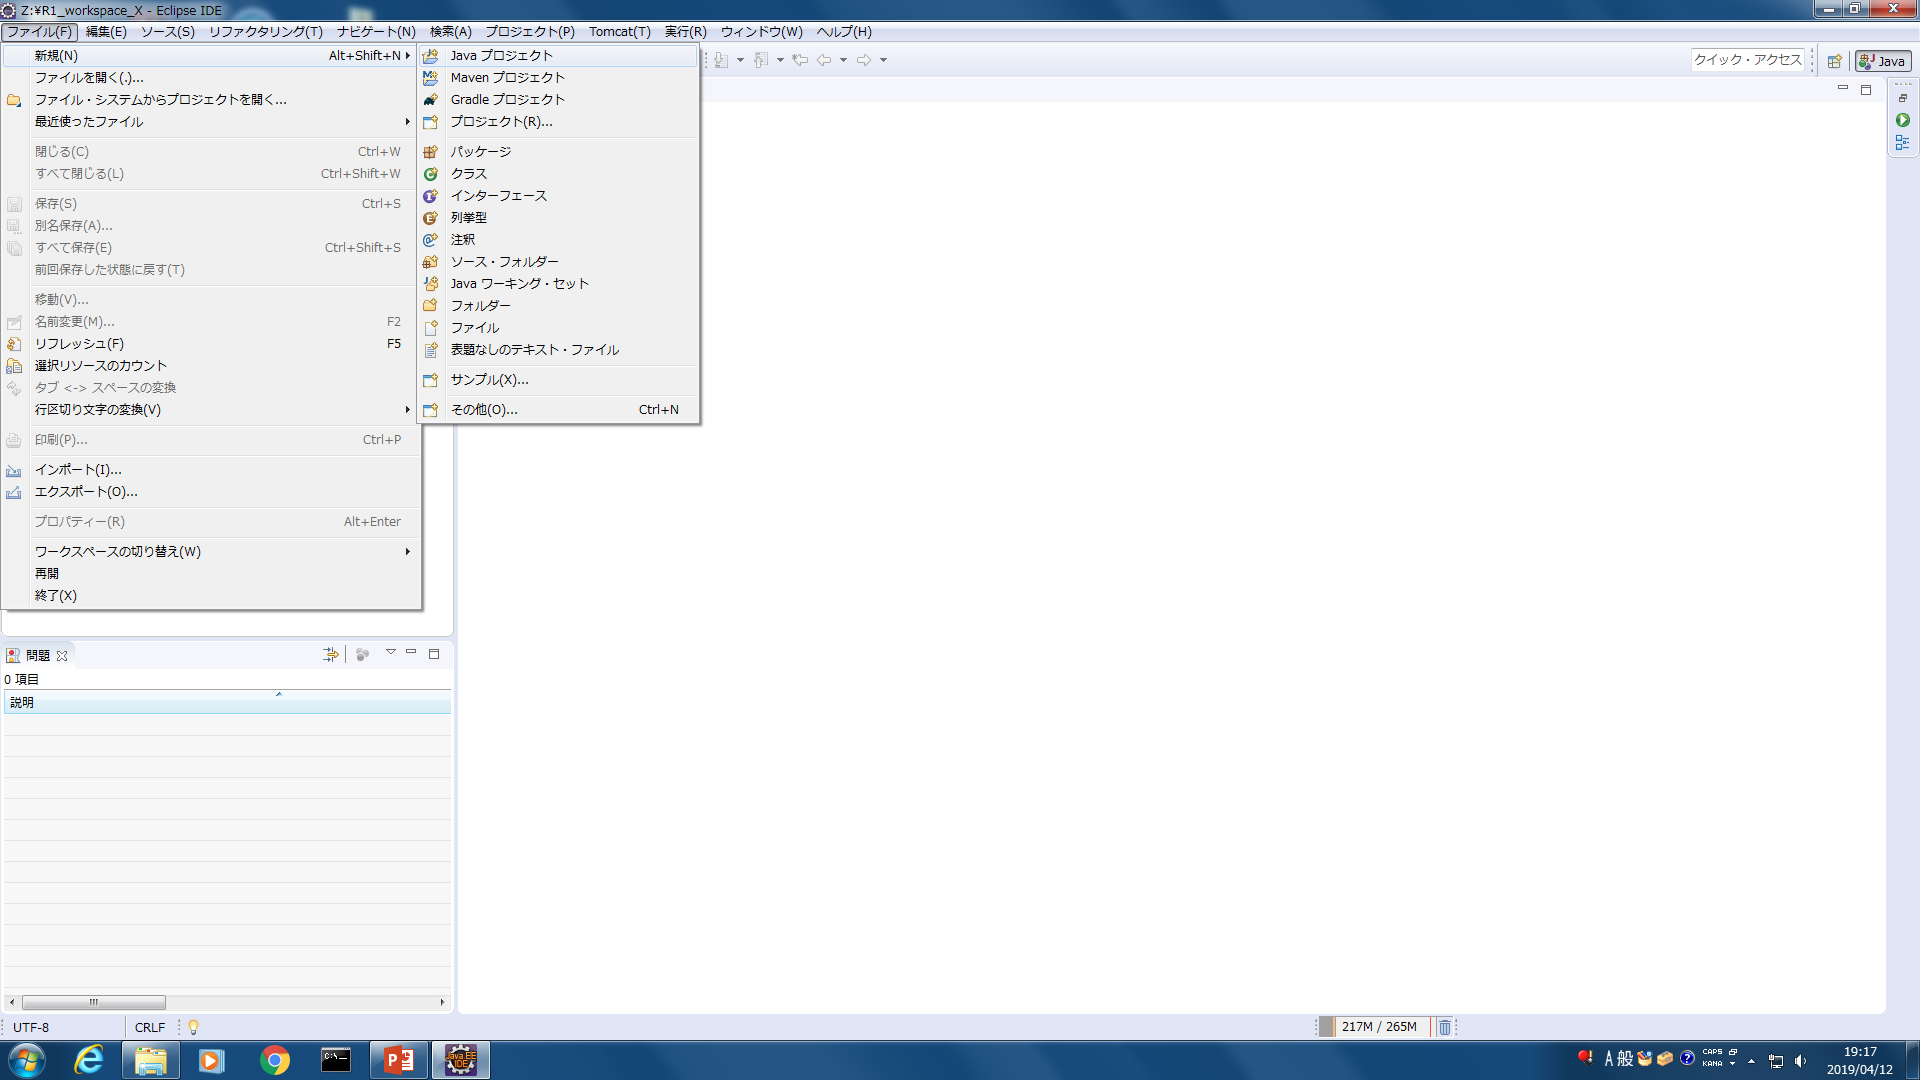 Z:¥R1_workspace_X - Eclipse IDE
ファイル(F) 編集(E) ソース(S) リファクタリング(T) ナビゲート(N) 検索(A) プロジェクト(P) Tomcat(T) 実行(R) ウィンドウ(W) ヘルプ(H)
クイック・アクセス
Java
新規(N) Alt+Shift+N
ファイルを開く(.)...
ファイル・システムからプロジェクトを開く...
最近使ったファイル
閉じる(C) Ctrl+W
すべて閉じる(L) Ctrl+Shift+W
保存(S) Ctrl+S
別名保存(A)...
すべて保存(E) Ctrl+Shift+S
前回保存した状態に戻す(T)
移動(V)...
名前変更(M)... F2
リフレッシュ(F) F5
選択リソースのカウント
タブ <-> スペースの変換
行区切り文字の変換(V)
印刷(P)... Ctrl+P
インポート(I)...
エクスポート(O)...
プロパティー(R) Alt+Enter
ワークスペースの切り替え(W)
再開
終了(X)
Java プロジェクト
Maven プロジェクト
Gradle プロジェクト
プロジェクト(R)...
パッケージ
クラス
インターフェース
列挙型
注釈
ソース・フォルダー
Java ワーキング・セット
フォルダー
ファイル
表題なしのテキスト・ファイル
サンプル(X)...
その他(O)... Ctrl+N
問題
0 項目
説明
UTF-8 CRLF
217M / 265M
Java EE
IDE
A 般
CAPS
KANA
19:17
2019/04/12